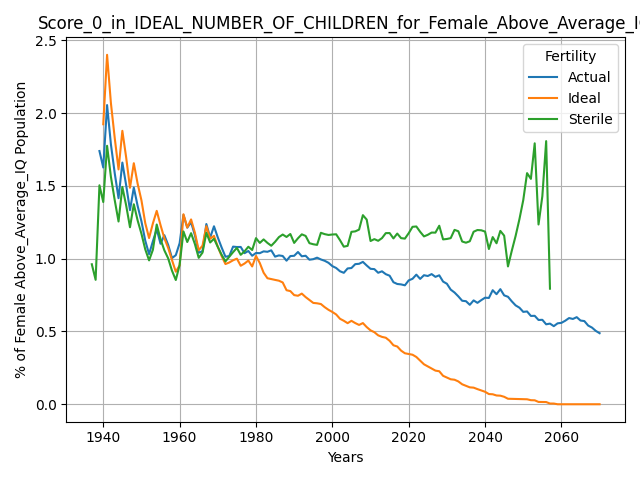 Score_0_in_IDEAL_NUMBER_OF_CHILDREN_for_Female_Above_Average_I
% of Female Above_Average_IQ Population
2.5
2.0
1.5
1.0
0.5
0.0
Fertility
Actual
Ideal
Sterile
1940
1960
1980
2000
2020
2040
2060
Years